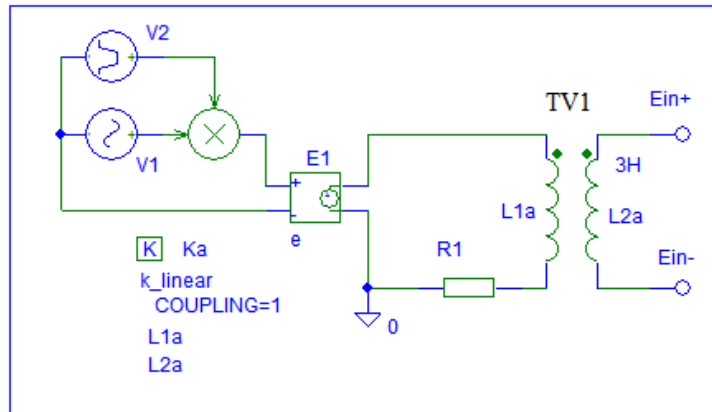 V2
TV1
Ein+
V1
E1
+
-
e
3H
L1a
L2a
R1
Ein-
0
K Ka
k_linear
COUPLING=1
L1a
L2a